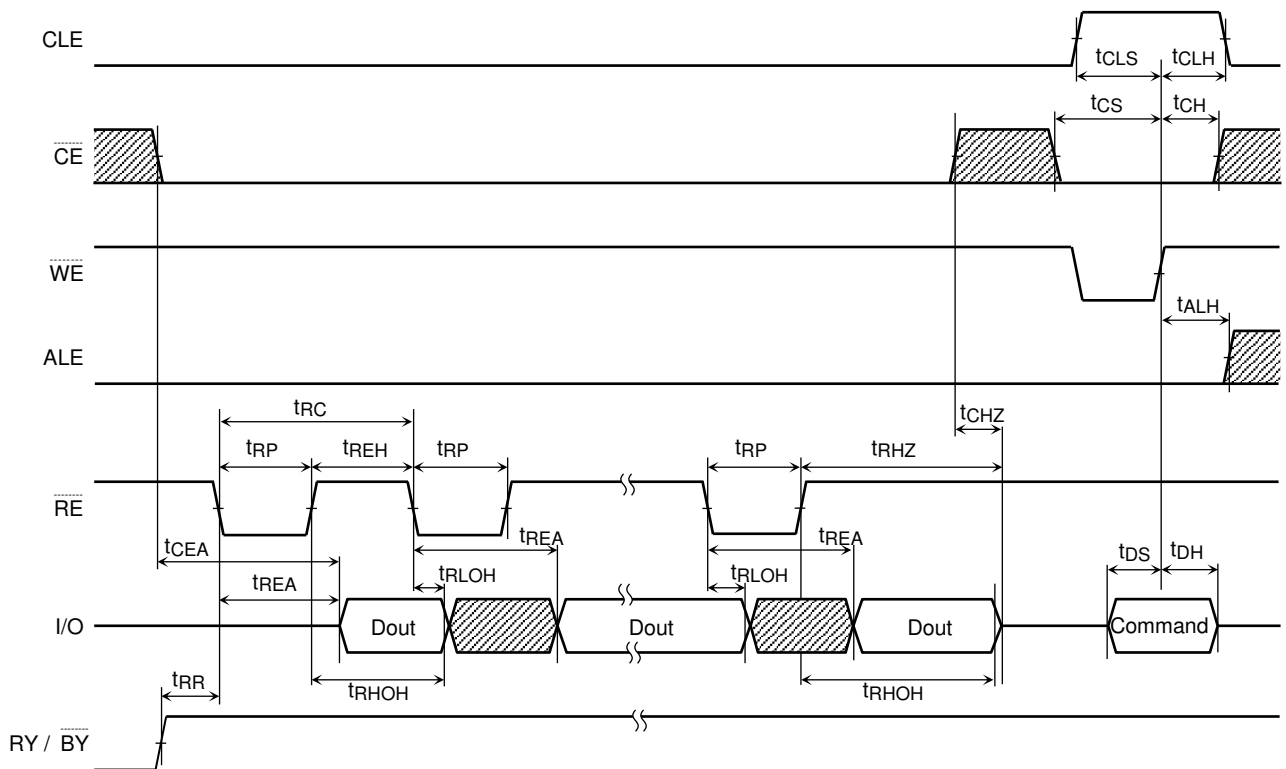 CLE
tCLS tCLH
tCS tCH
CE
WE
tALH
ALE
tRC
tCHZ
tRP tREH tRP tRP tRHZ
RE
tCEA tREA tREA
tDS tDH
tREA tRLOH tRLOH
I/O Dout Dout Dout Command
tRR tRHOH tRHOH
RY / BY